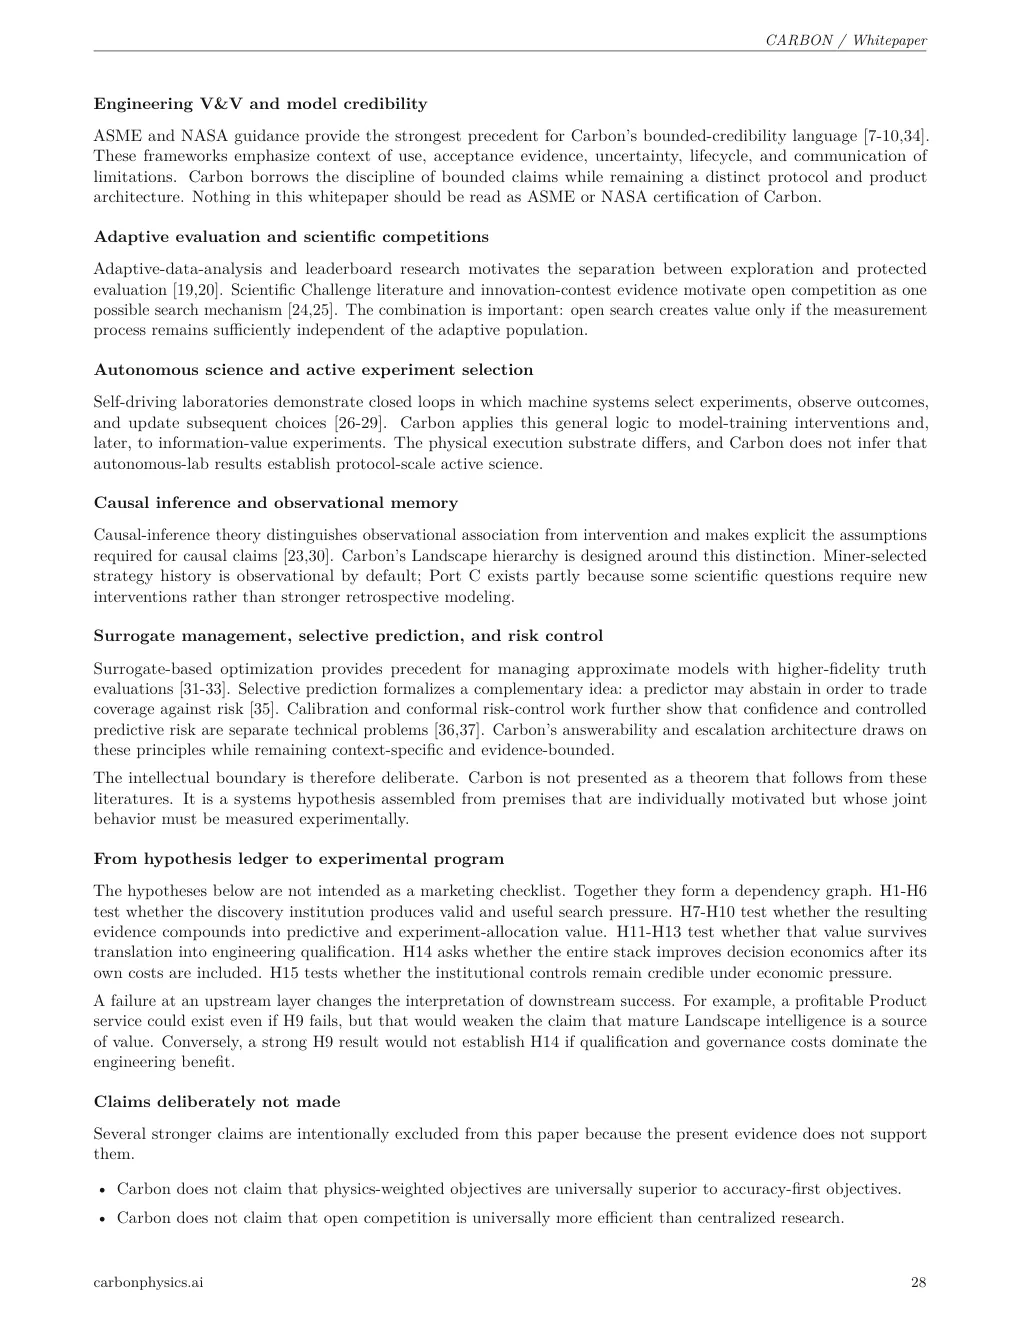 CARBON / Whitepaper
Engineering V&V and model credibility
ASME and NASA guidance provide the strongest precedent for Carbon's bounded-credibility language [7-10,34].
These frameworks emphasize context of use, acceptance evidence, uncertainty, lifecycle, and communication of
limitations. Carbon borrows the discipline of bounded claims while remaining a distinct protocol and product
architecture. Nothing in this whitepaper should be read as ASME or NASA certification of Carbon.
Adaptive evaluation and scientific competitions
Adaptive-data-analysis and leaderboard research motivates the separation between exploration and protected
evaluation [19,20]. Scientific Challenge literature and innovation-contest evidence motivate open competition as one
possible search mechanism [24,25]. The combination is important: open search creates value only if the measurement
process remains sufficiently independent of the adaptive population.
Autonomous science and active experiment selection
Self-driving laboratories demonstrate closed loops in which machine systems select experiments, observe outcomes,
and update subsequent choices [26-29]. Carbon applies this general logic to model-training interventions and,
later, to information-value experiments. The physical execution substrate differs, and Carbon does not infer that
autonomous-lab results establish protocol-scale active science.
Causal inference and observational memory
Causal-inference theory distinguishes observational association from intervention and makes explicit the assumptions
required for causal claims [23,30]. Carbon's Landscape hierarchy is designed around this distinction. Miner-selected
strategy history is observational by default; Port C exists partly because some scientific questions require new
interventions rather than stronger retrospective modeling.
Surrogate management, selective prediction, and risk control
Surrogate-based optimization provides precedent for managing approximate models with higher-fidelity truth
evaluations [31-33]. Selective prediction formalizes a complementary idea: a predictor may abstain in order to trade
coverage against risk [35]. Calibration and conformal risk-control work further show that confidence and controlled
predictive risk are separate technical problems [36,37]. Carbon's answerability and escalation architecture draws on
these principles while remaining context-specific and evidence-bounded.
The intellectual boundary is therefore deliberate. Carbon is not presented as a theorem that follows from these
literatures. It is a systems hypothesis assembled from premises that are individually motivated but whose joint
behavior must be measured experimentally.
From hypothesis ledger to experimental program
The hypotheses below are not intended as a marketing checklist. Together they form a dependency graph. H1-H6
test whether the discovery institution produces valid and useful search pressure. H7-H10 test whether the resulting
evidence compounds into predictive and experiment-allocation value. H11-H13 test whether that value survives
translation into engineering qualification. H14 asks whether the entire stack improves decision economics after its
own costs are included. H15 tests whether the institutional controls remain credible under economic pressure.
A failure at an upstream layer changes the interpretation of downstream success. For example, a profitable Product
service could exist even if H9 fails, but that would weaken the claim that mature Landscape intelligence is a source
of value. Conversely, a strong H9 result would not establish H14 if qualification and governance costs dominate the
engineering benefit.
Claims deliberately not made
Several stronger claims are intentionally excluded from this paper because the present evidence does not support
them.
• Carbon does not claim that physics-weighted objectives are universally superior to accuracy-first objectives.
• Carbon does not claim that open competition is universally more efficient than centralized research.
carbonphysics.ai
28